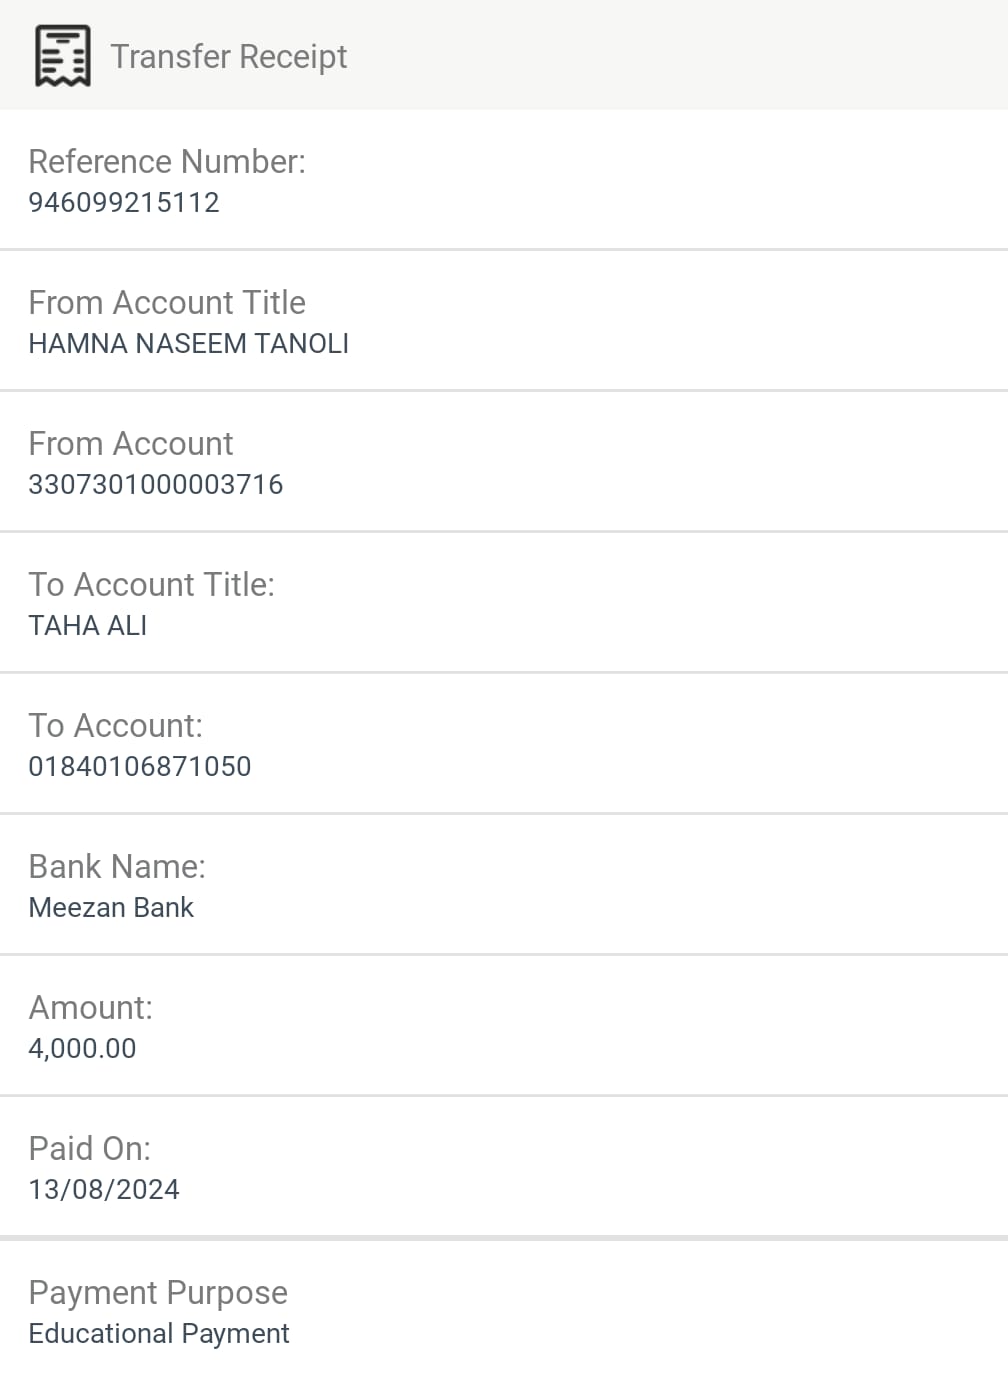 Transfer Receipt
Reference Number:
946099215112
From Account Title
HAMNA NASEEM TANOLI
From Account
3307301000003716
To Account Title:
TAHA ALI
To Account:
01840106871050
Bank Name:
Meezan Bank
Amount:
4,000.00
Paid On:
13/08/2024
Payment Purpose
Educational Payment